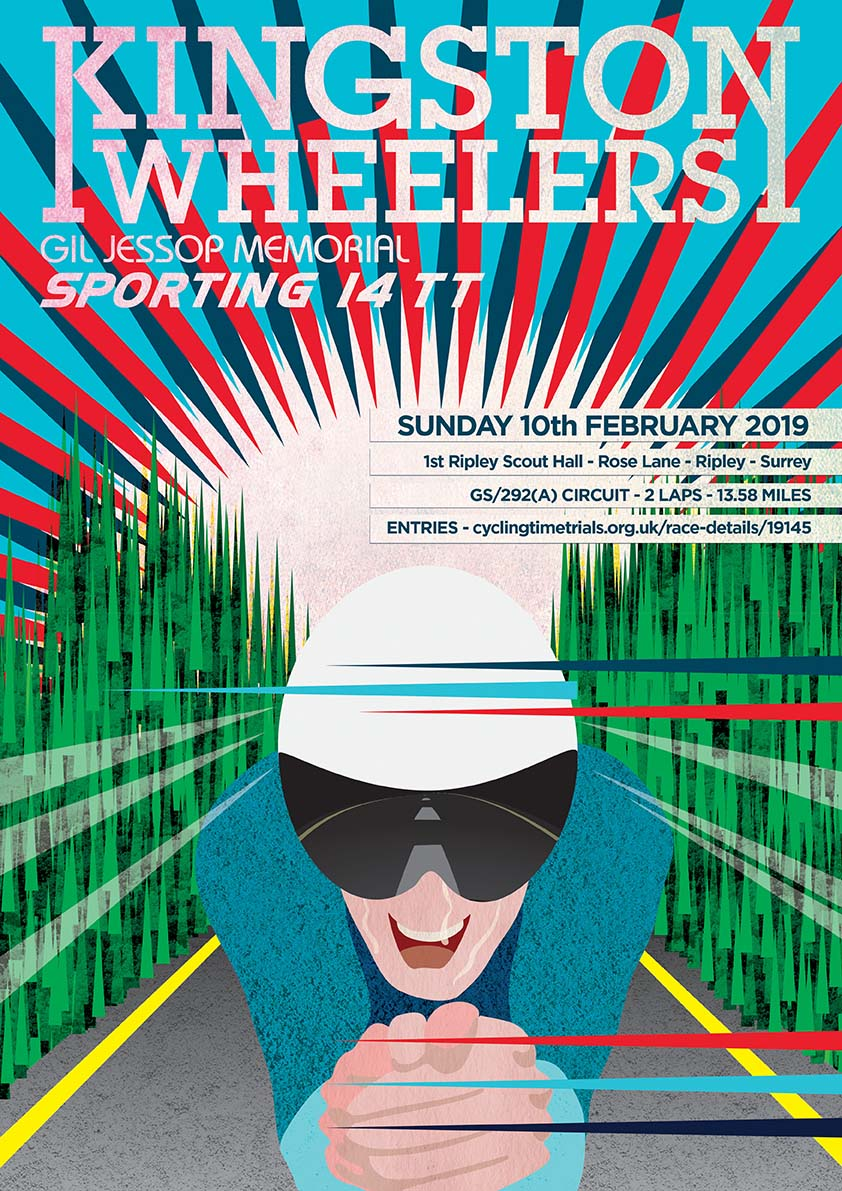 KINGSTON
WHEELERS
GIL JESSOP MEMORIAL
SPORTING 14 TT
SUNDAY 10th FEBRUARY 2019
1st Ripley Scout Hall - Rose Lane - Ripley - Surrey
GS/292(A) CIRCUIT - 2 LAPS - 13.58 MILES
ENTRIES - cyclingtimetrials.org.uk/race-details/19145